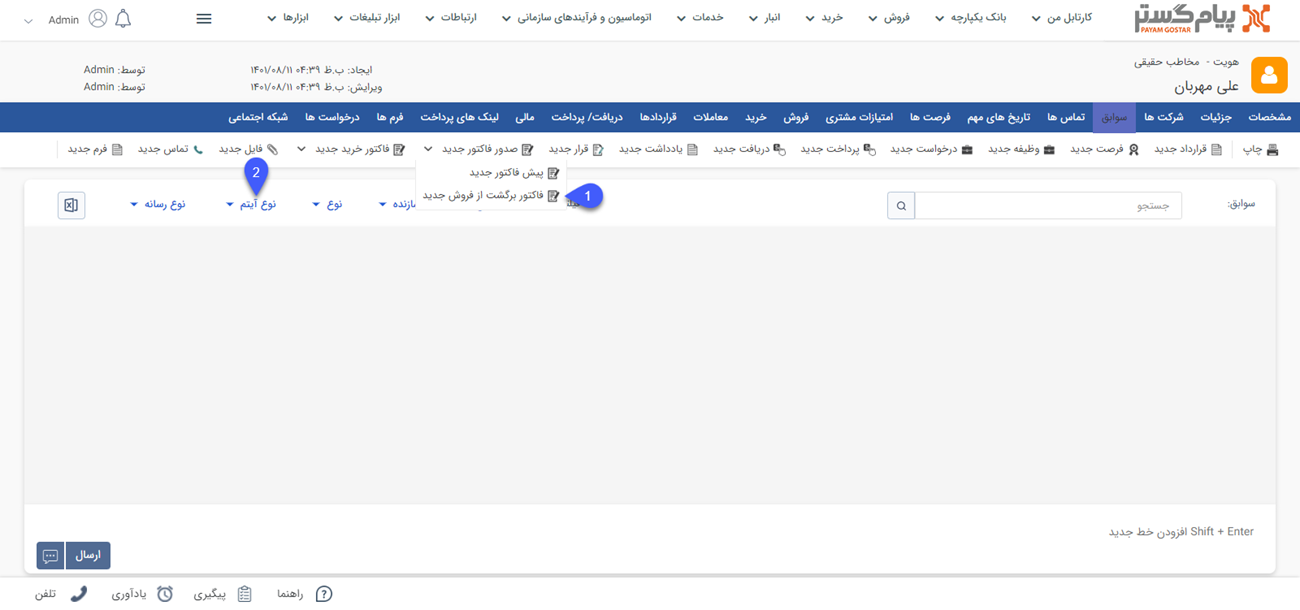 پیام گستر
PAYAM GOSTAR
کارتابل من
بانک یکپارچه
فروش
خرید
انبار
خدمات
ارتباطات
اتوماسیون و فرآیندهای سازمانی
ابزار تبلیغات
ابزارها
Admin
هویت - مخاطب حقیقی
علی مهربان
ایجاد: ب.ظ ۰۴:۳۹ ۱۴۰۱/۰۸/۱۱
توسط: Admin
ویرایش: ب.ظ ۰۴:۳۹ ۱۴۰۱/۰۸/۱۱
توسط: Admin
مشخصات
جزئیات
شرکت ها
سوابق
تماس ها
تاریخ های مهم
فرصت ها
امتیازات مشتری
فروش
خرید
معاملات
قراردادها
دریافت/ پرداخت
مالی
لینک های پرداخت
فرم ها
درخواست ها
شبکه اجتماعی
چاپ
قرارداد جدید
فرصت جدید
وظیفه جدید
درخواست جدید
پرداخت جدید
دریافت جدید
یادداشت جدید
قرار جدید
صدور فاکتور جدید
فاکتور خرید جدید
فایل جدید
تماس جدید
فرم جدید
پیش فاکتور جدید
فاکتور برگشت از فروش جدید
1
2
سوابق:
جستجو
نوع
نوع آیتم
نوع رسانه
Shift + Enter افزودن خط جدید
ارسال
راهنما
پیگیری
یادآوری
تلفن